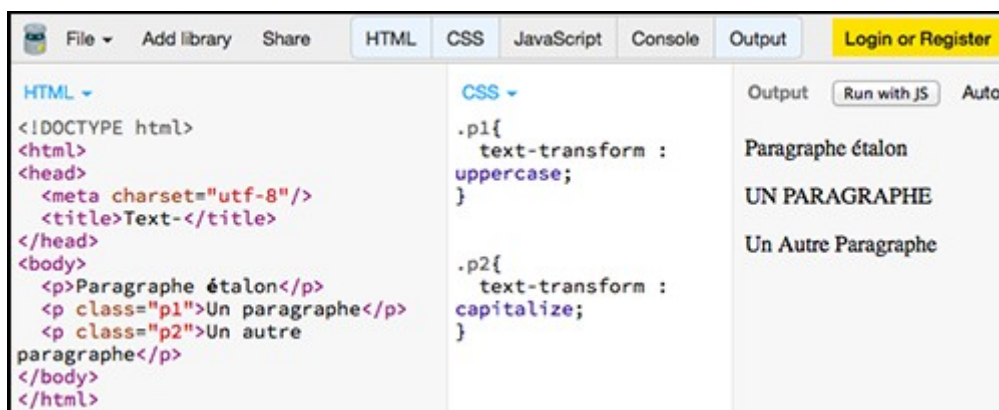 File Add library Share HTML CSS JavaScript Console Output Login or Register
HTML
<!DOCTYPE html>
<html>
<head>
<meta charset="utf-8"/>
<title>Text-</title>
</head>
<body>
<p>Paragraphe étalon</p>
<p class="p1">Un paragraphe</p>
<p class="p2">Un autre
paragraphe</p>
</body>
</html>
CSS
.p1{
text-transform :
uppercase;
}
.p2{
text-transform :
capitalize;
}
Output Run with JS Auto
Paragraphe étalon
UN PARAGRAPHE
Un Autre Paragraphe